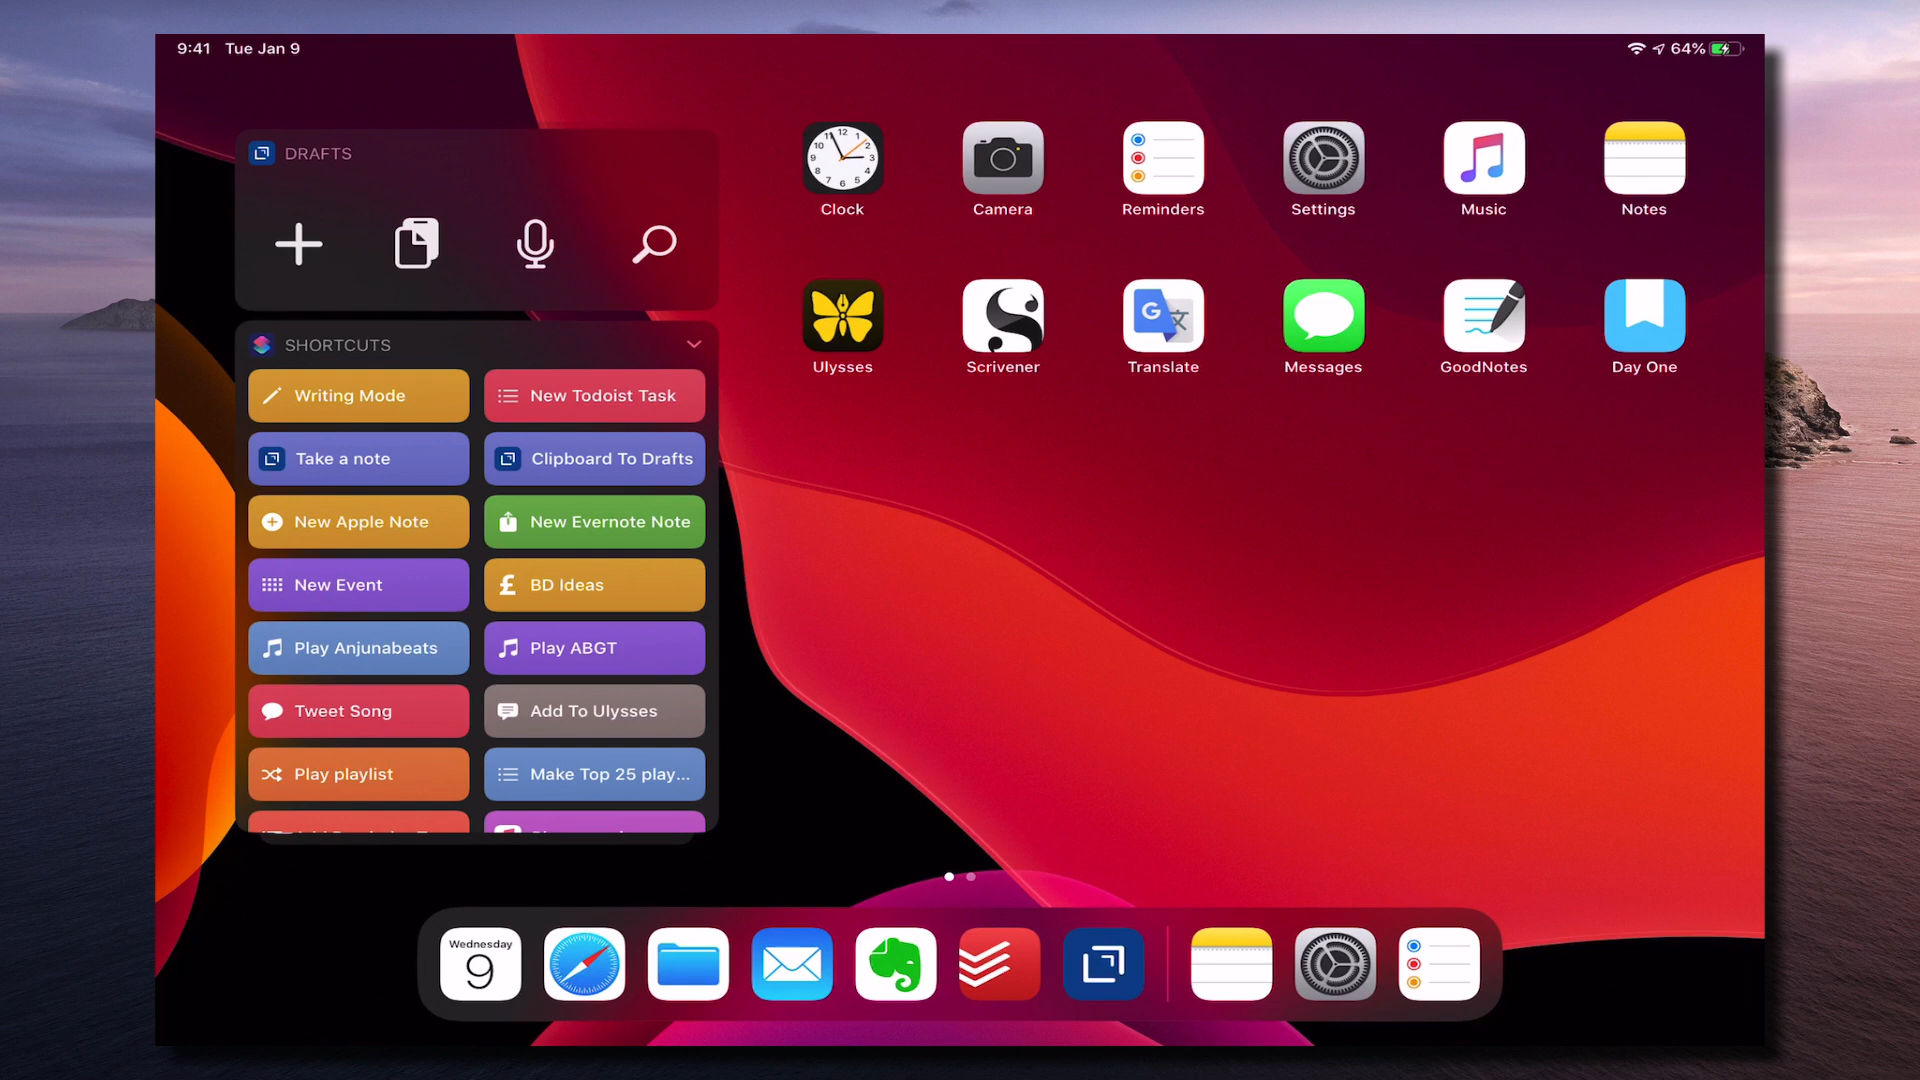 9:41 Tue Jan 9
64%
DRAFTS
SHORTCUTS
Writing Mode
New Todoist Task
Take a note
Clipboard To Drafts
New Apple Note
New Evernote Note
New Event
£ BD Ideas
Play Anjunabeats
Play ABGT
Tweet Song
Add To Ulysses
Play playlist
Make Top 25 play...
Clock
Camera
Reminders
Settings
Music
Notes
Ulysses
Scrivener
G 文
Translate
Messages
GoodNotes
Day One
Wednesday
9